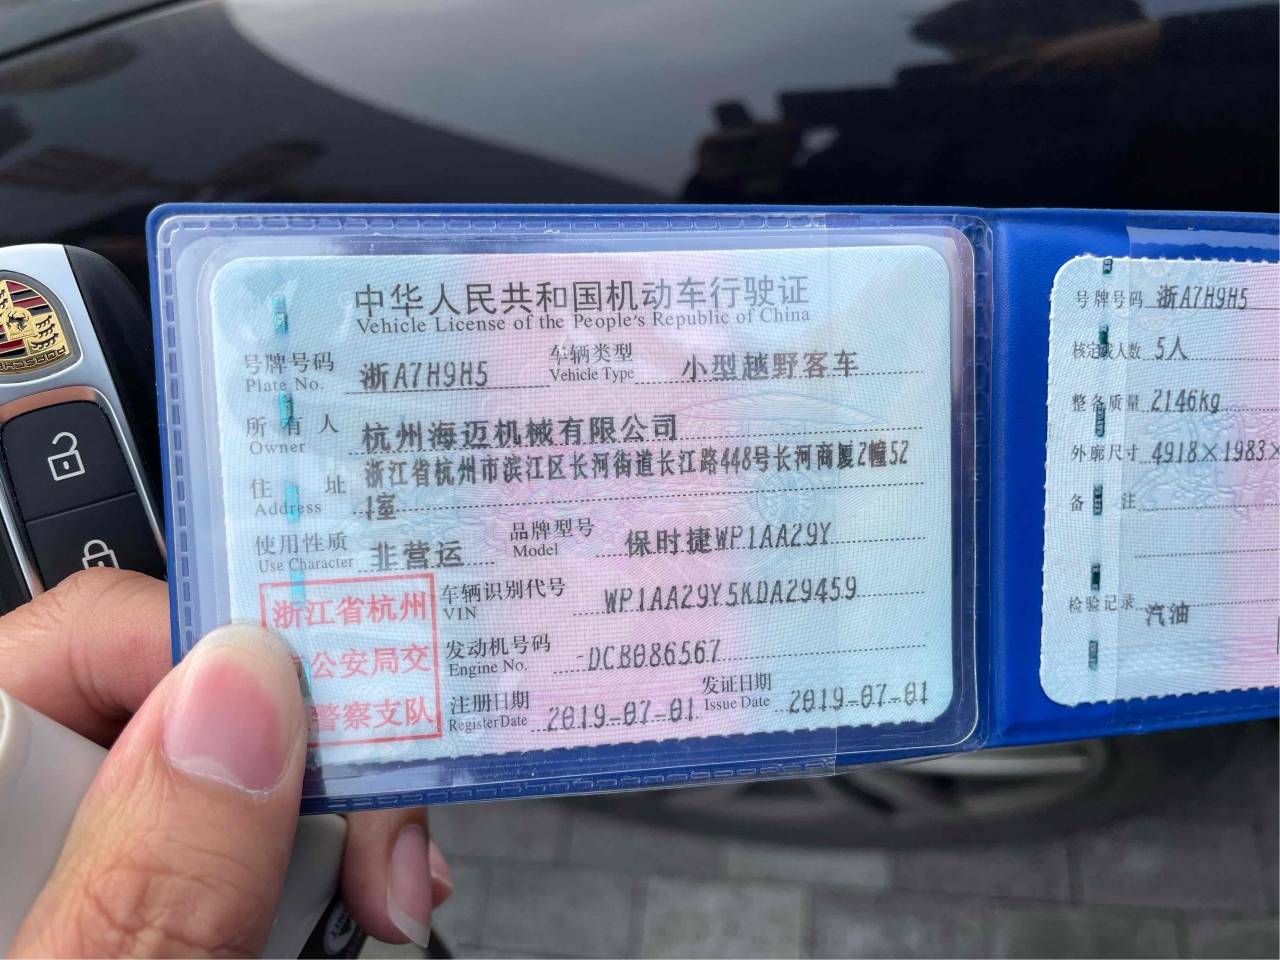 中华人民共和国机动车行驶证
Vehicle License of the People's Republic of China
号牌号码 浙A7H9H5 车辆类型 小型越野客车
Plate No. Vehicle Type
所有人 杭州海迈机械有限公司
Owner
住址 浙江省杭州市滨江区长河街道长江路448号长河商厦2幢52
Address 1室
使用性质 非营运 品牌型号 保时捷WP1AA29Y
Use Character Model
浙江省杭州
公安局交
警察支队
车辆识别代号 WP1AA29Y5KDA29459
VIN
发动机号码 DCB086567
Engine No.
注册日期 2019-07-01 发证日期 2019-07-01
Register Date Issue Date
号牌号码 浙A7H9H5
核定载人数 5人
整备质量 2146kg
外廓尺寸 4918×1983×
备注
检验记录 汽油